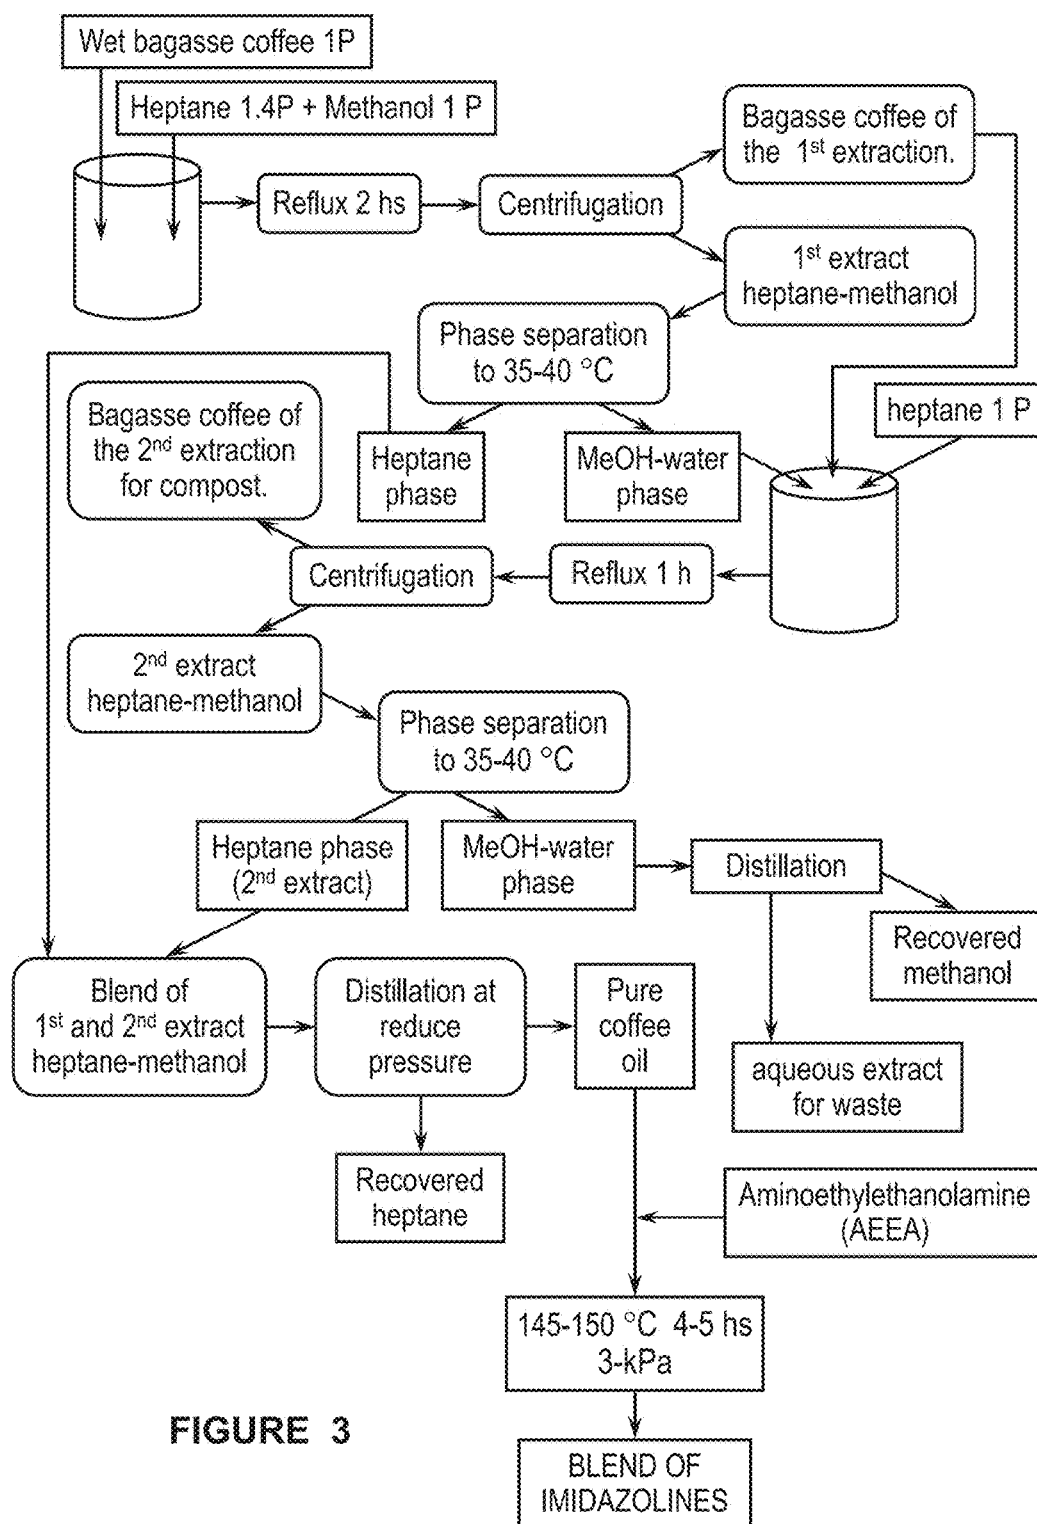 Wet bagasse coffee 1P
Heptane 1.4P + Methanol 1 P
Reflux 2 hs
Centrifugation
Bagasse coffee of
the 1st extraction.
1st extract
heptane-methanol
Phase separation
to 35-40 °C
heptane 1 P
Bagasse coffee of
the 2nd extraction
for compost.
Heptane
phase
MeOH-water
phase
Centrifugation
Reflux 1 h
2nd extract
heptane-methanol
Phase separation
to 35-40 °C
Heptane phase
(2nd extract)
MeOH-water
phase
Distillation
Recovered
methanol
Blend of
1st and 2nd extract
heptane-methanol
Distillation at
reduce
pressure
Pure
coffee
oil
aqueous extract
for waste
Recovered
heptane
Aminoethylethanolamine
(AEEA)
145-150 °C 4-5 hs
3-kPa
BLEND OF
IMIDAZOLINES
FIGURE 3